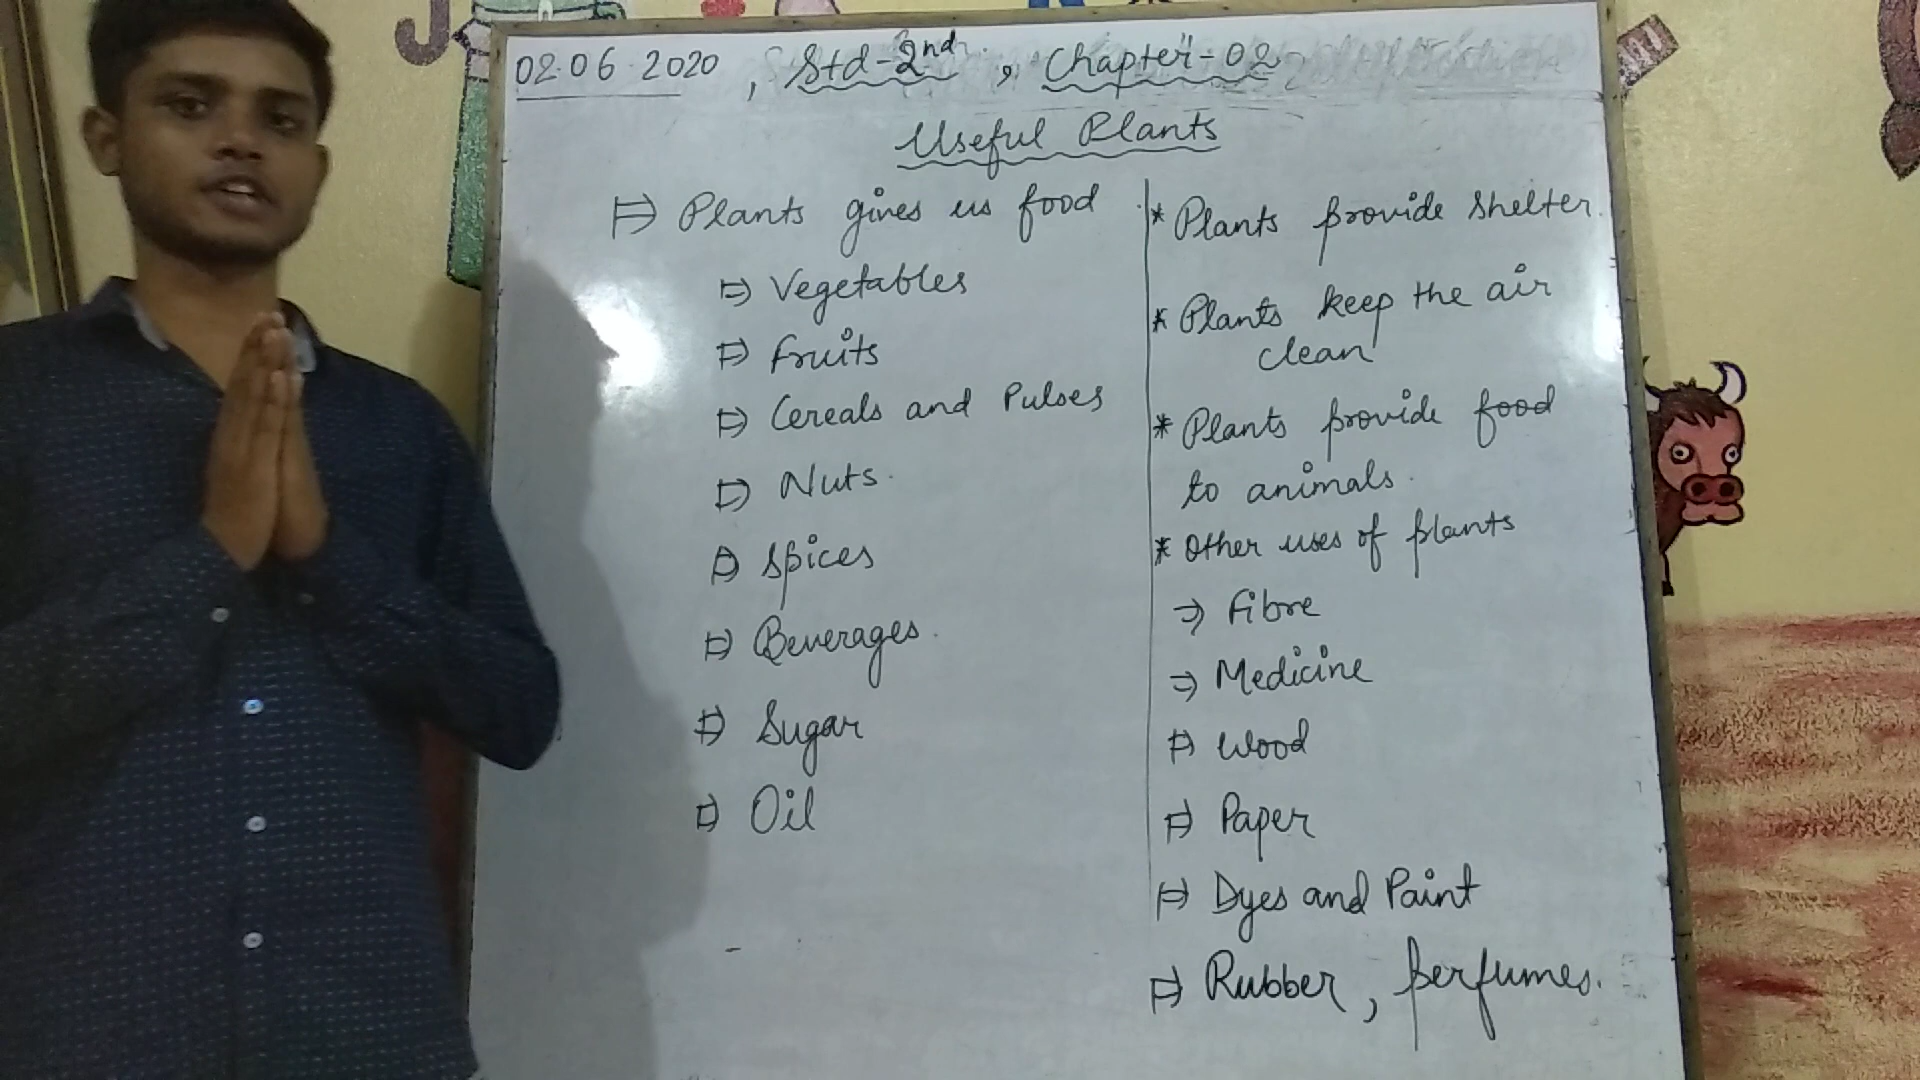 02.06.2020, Std-2nd, Chapter-02
Useful Plants
⇒ Plants gives us food
⇒ Vegetables
⇒ Fruits
⇒ Cereals and Pulses
⇒ Nuts.
⇒ Spices
⇒ Beverages.
⇒ Sugar
⇒ Oil
* Plants provide shelter.
* Plants keep the air
clean
* Plants provide food
to animals.
* Other uses of plants
⇒ Fibre
⇒ Medicine
⇒ Wood
⇒ Paper
⇒ Dyes and Paint
⇒ Rubber, perfumes.